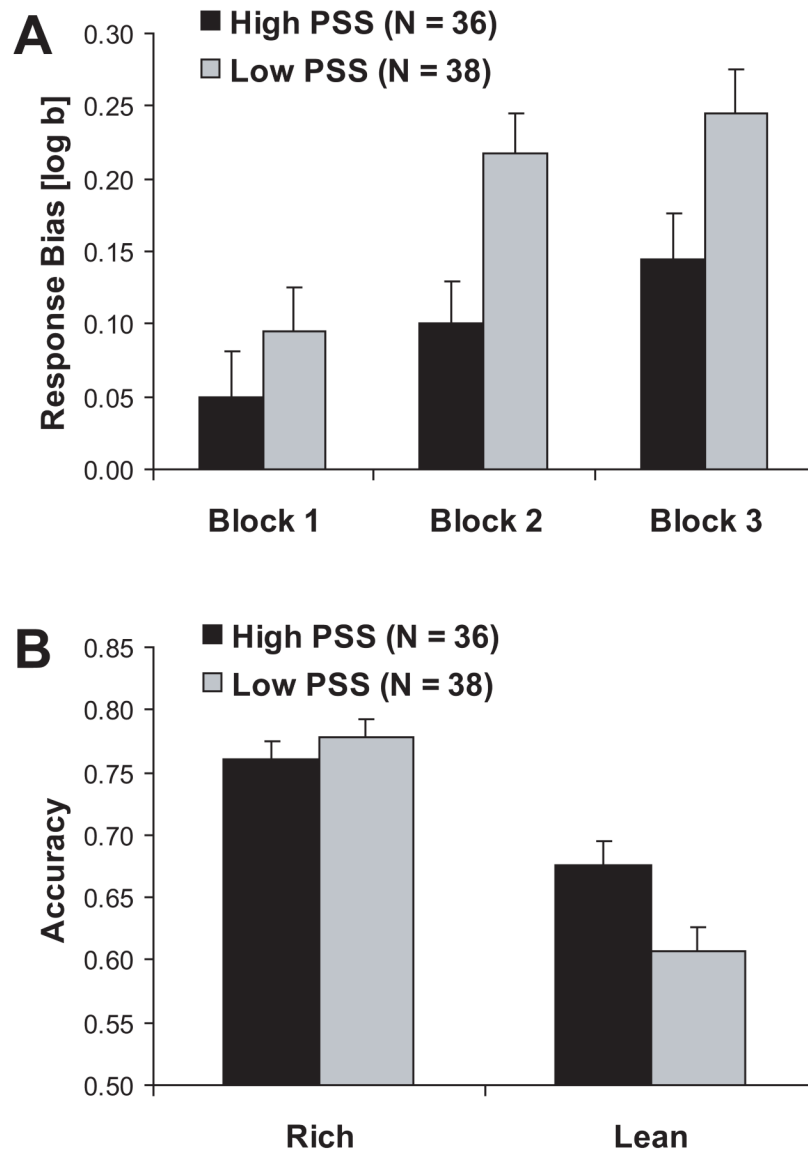 A
High PSS (N = 36)
Low PSS (N = 38)
Response Bias [log b]
0.30
0.25
0.20
0.15
0.10
0.05
0.00
Block 1 Block 2 Block 3
B
High PSS (N = 36)
Low PSS (N = 38)
Accuracy
0.85
0.80
0.75
0.70
0.65
0.60
0.55
0.50
Rich Lean